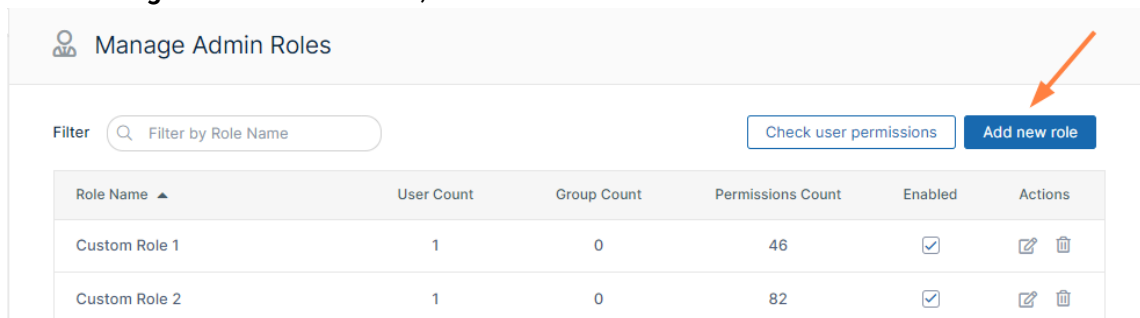 Manage Admin Roles
Filter Filter by Role Name Check user permissions Add new role
Role Name User Count Group Count Permissions Count Enabled Actions
Custom Role 1 1 0 46
Custom Role 2 1 0 82